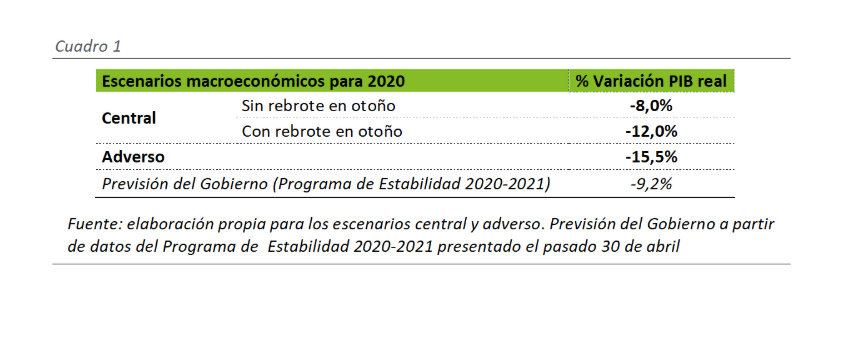 Cuadro 1
Escenarios macroeconómicos para 2020 % Variación PIB real
Central Sin rebrote en otoño -8,0%
Con rebrote en otoño -12,0%
Adverso -15,5%
Previsión del Gobierno (Programa de Estabilidad 2020-2021) -9,2%
Fuente: elaboración propia para los escenarios central y adverso. Previsión del Gobierno a partir
de datos del Programa de Estabilidad 2020-2021 presentado el pasado 30 de abril